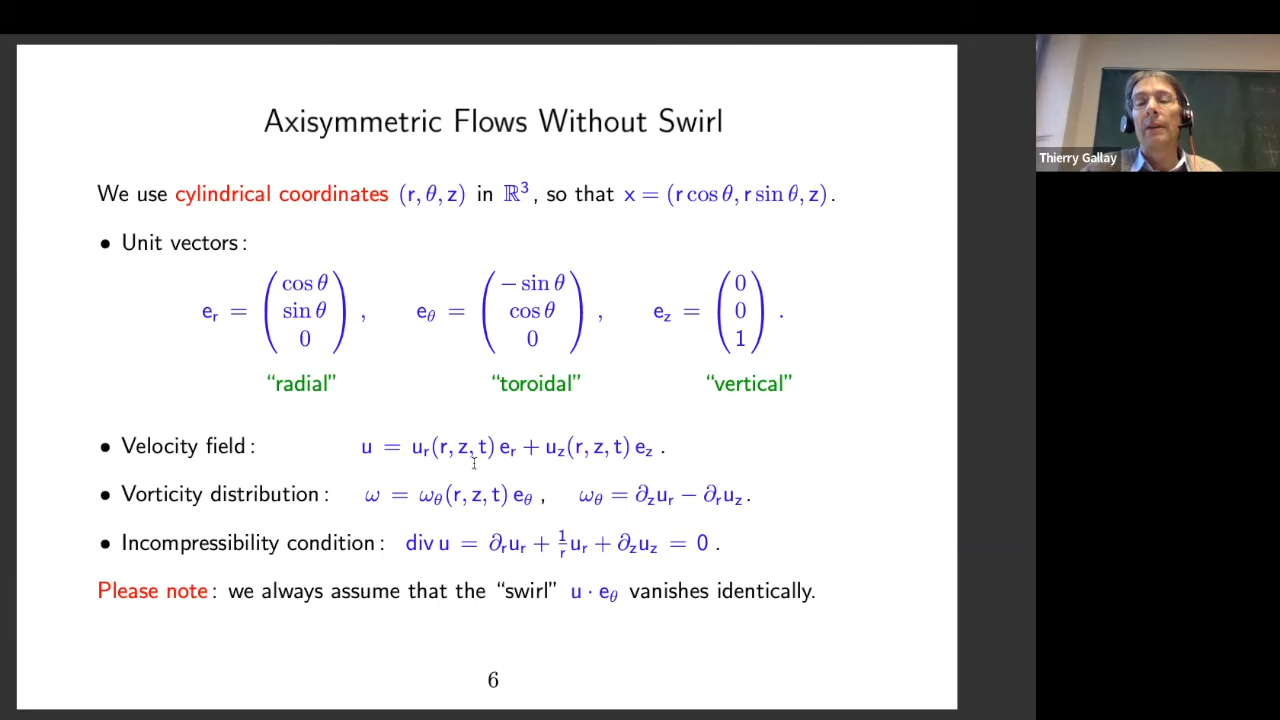 Axisymmetric Flows Without Swirl
We use cylindrical coordinates (r, θ, z) in ℝ³, so that x = (r cos θ, r sin θ, z).
• Unit vectors :
e_r = (cos θ sin θ 0), e_θ = (− sin θ cos θ 0), e_z = (0 0 1).
“radial” “toroidal” “vertical”
• Velocity field : u = u_r(r, z, t) e_r + u_z(r, z, t) e_z .
• Vorticity distribution : ω = ω_θ(r, z, t) e_θ , ω_θ = ∂_z u_r − ∂_r u_z.
• Incompressibility condition : div u = ∂_r u_r + 1/r u_r + ∂_z u_z = 0 .
Please note : we always assume that the “swirl” u · e_θ vanishes identically.
6
Thierry Gallay